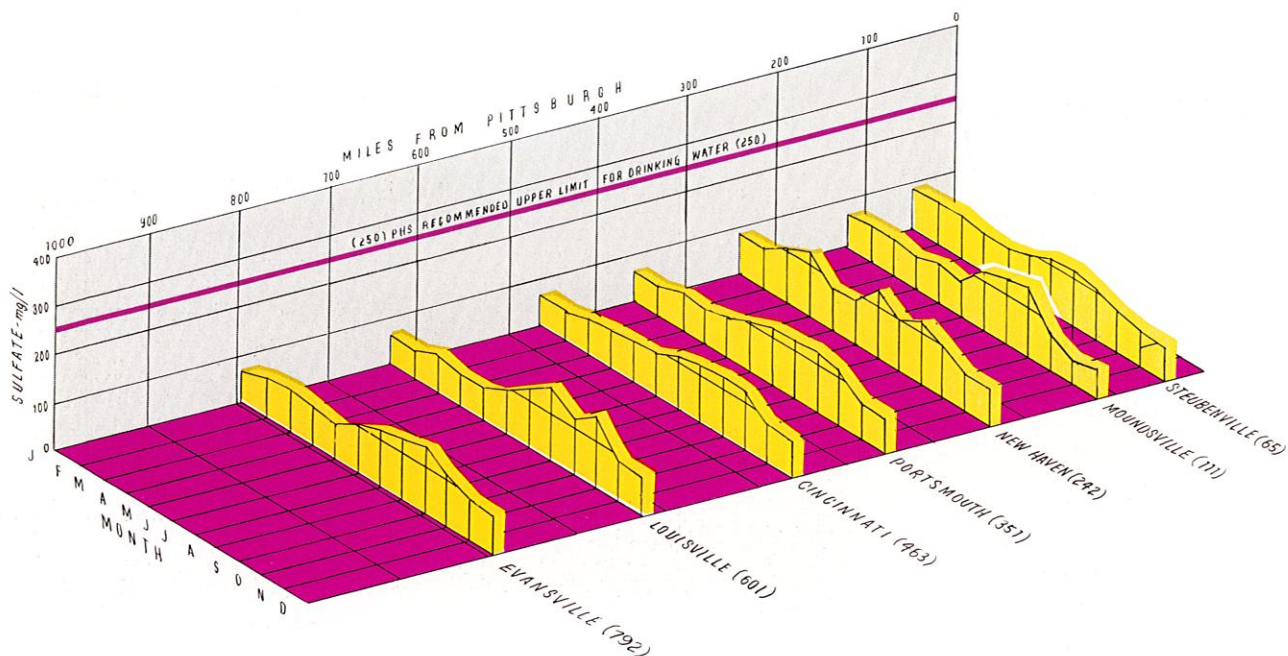 MILES FROM PITTSBURGH
0
100
200
300
400
500
600
700
800
900
1000
(250) PHS RECOMMENDED UPPER LIMIT FOR DRINKING WATER (250)
SULFATE-mg/l
400
300
200
100
0
J F M A M J J A S O N D
MONTH
STEUBENVILLE (65)
MOUNDSVILLE (111)
NEW HAVEN (242)
PORTSMOUTH (351)
CINCINNATI (463)
LOUISVILLE (601)
EVANSVILLE (792)